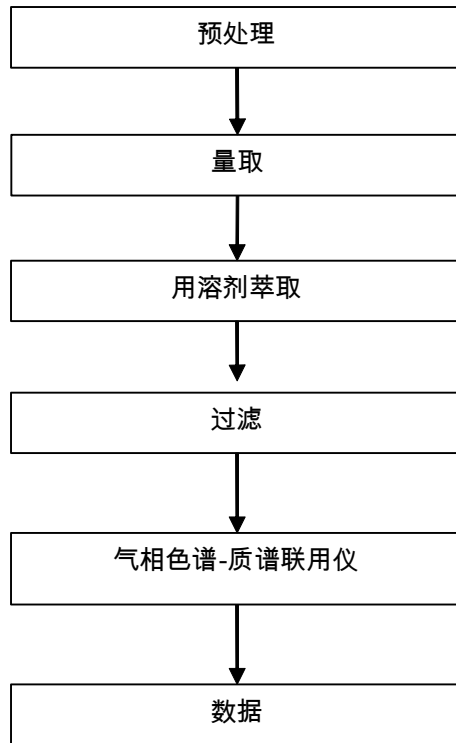 预处理
量取
用溶剂萃取
过滤
气相色谱-质谱联用仪
数据